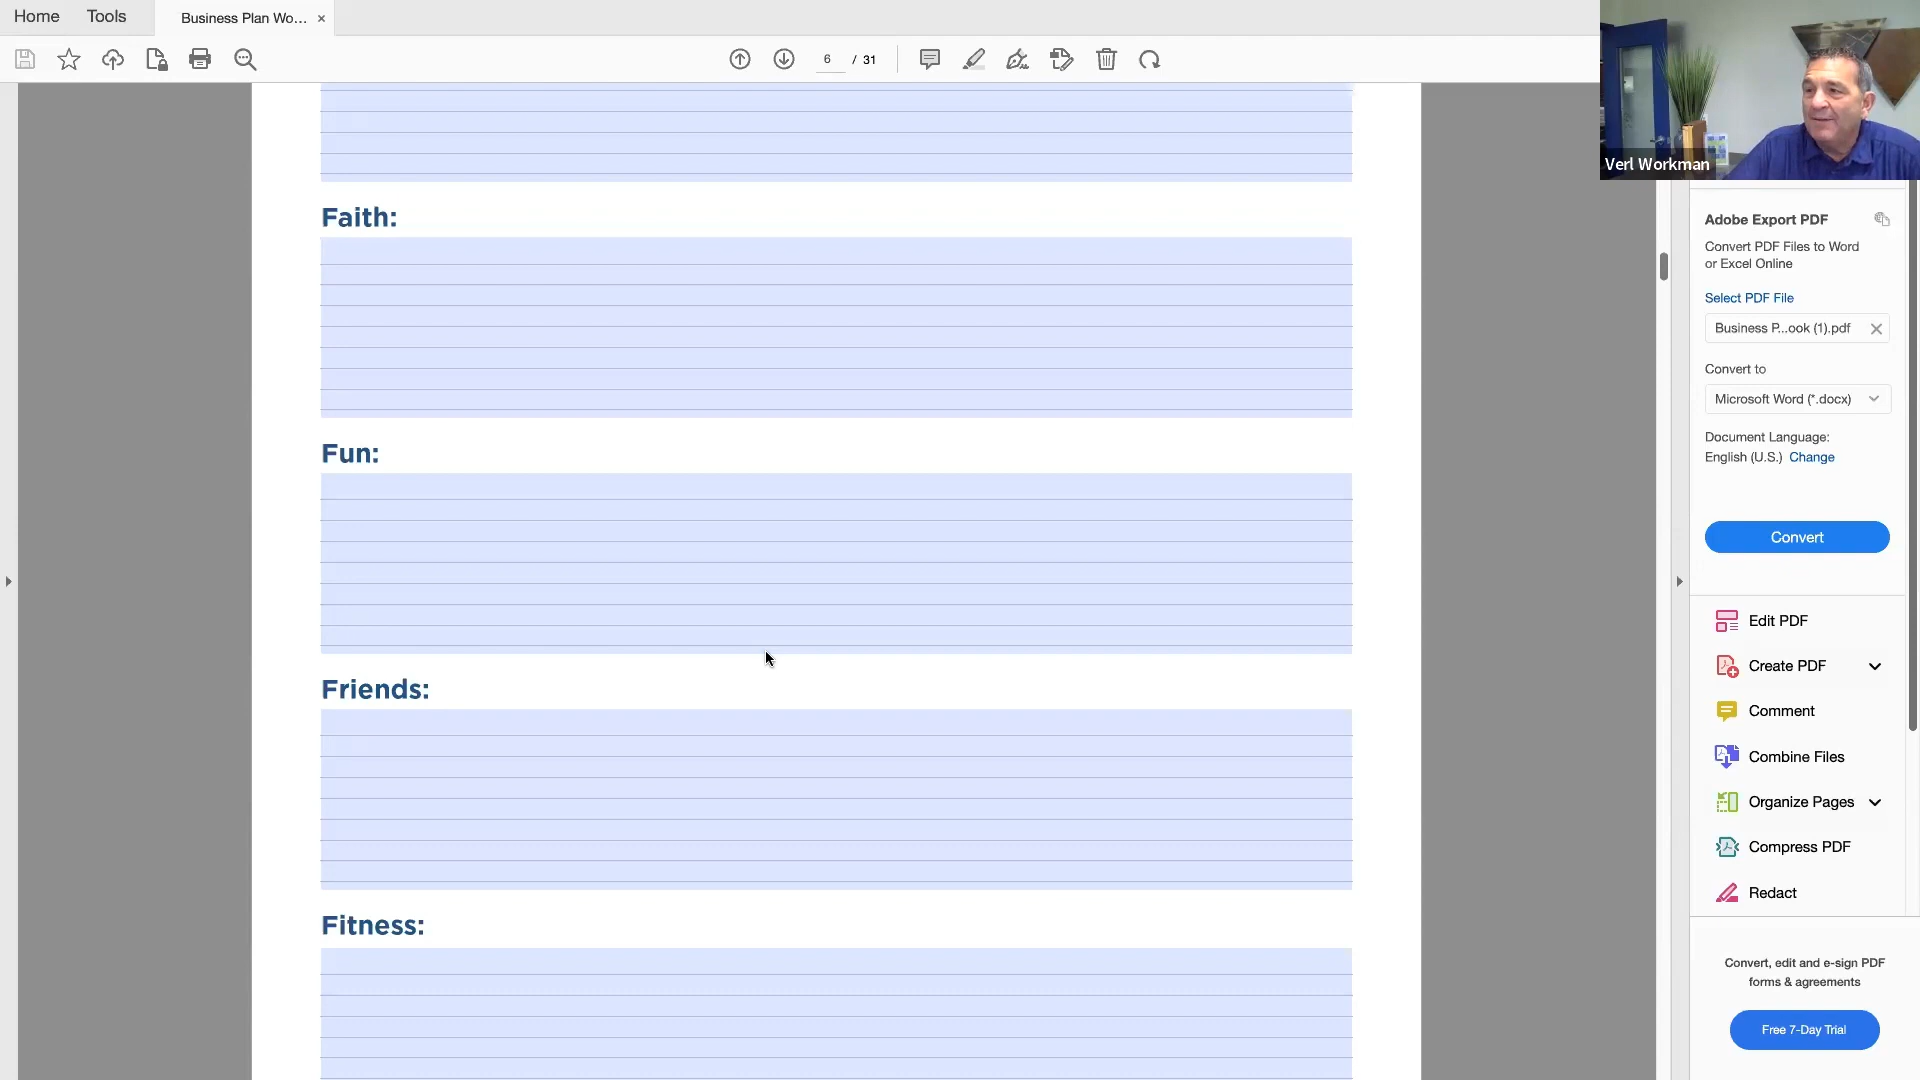 Home Tools Business Plan Wo... ×
6 / 31
Verl Workman
Faith:
Fun:
Friends:
Fitness:
Adobe Export PDF
Convert PDF Files to Word
or Excel Online
Select PDF File
Business P...ook (1).pdf
Convert to
Microsoft Word (*.docx)
Document Language:
English (U.S.) Change
Convert
Edit PDF
Create PDF
Comment
Combine Files
Organize Pages
Compress PDF
Redact
Convert, edit and e-sign PDF
forms & agreements
Free 7-Day Trial